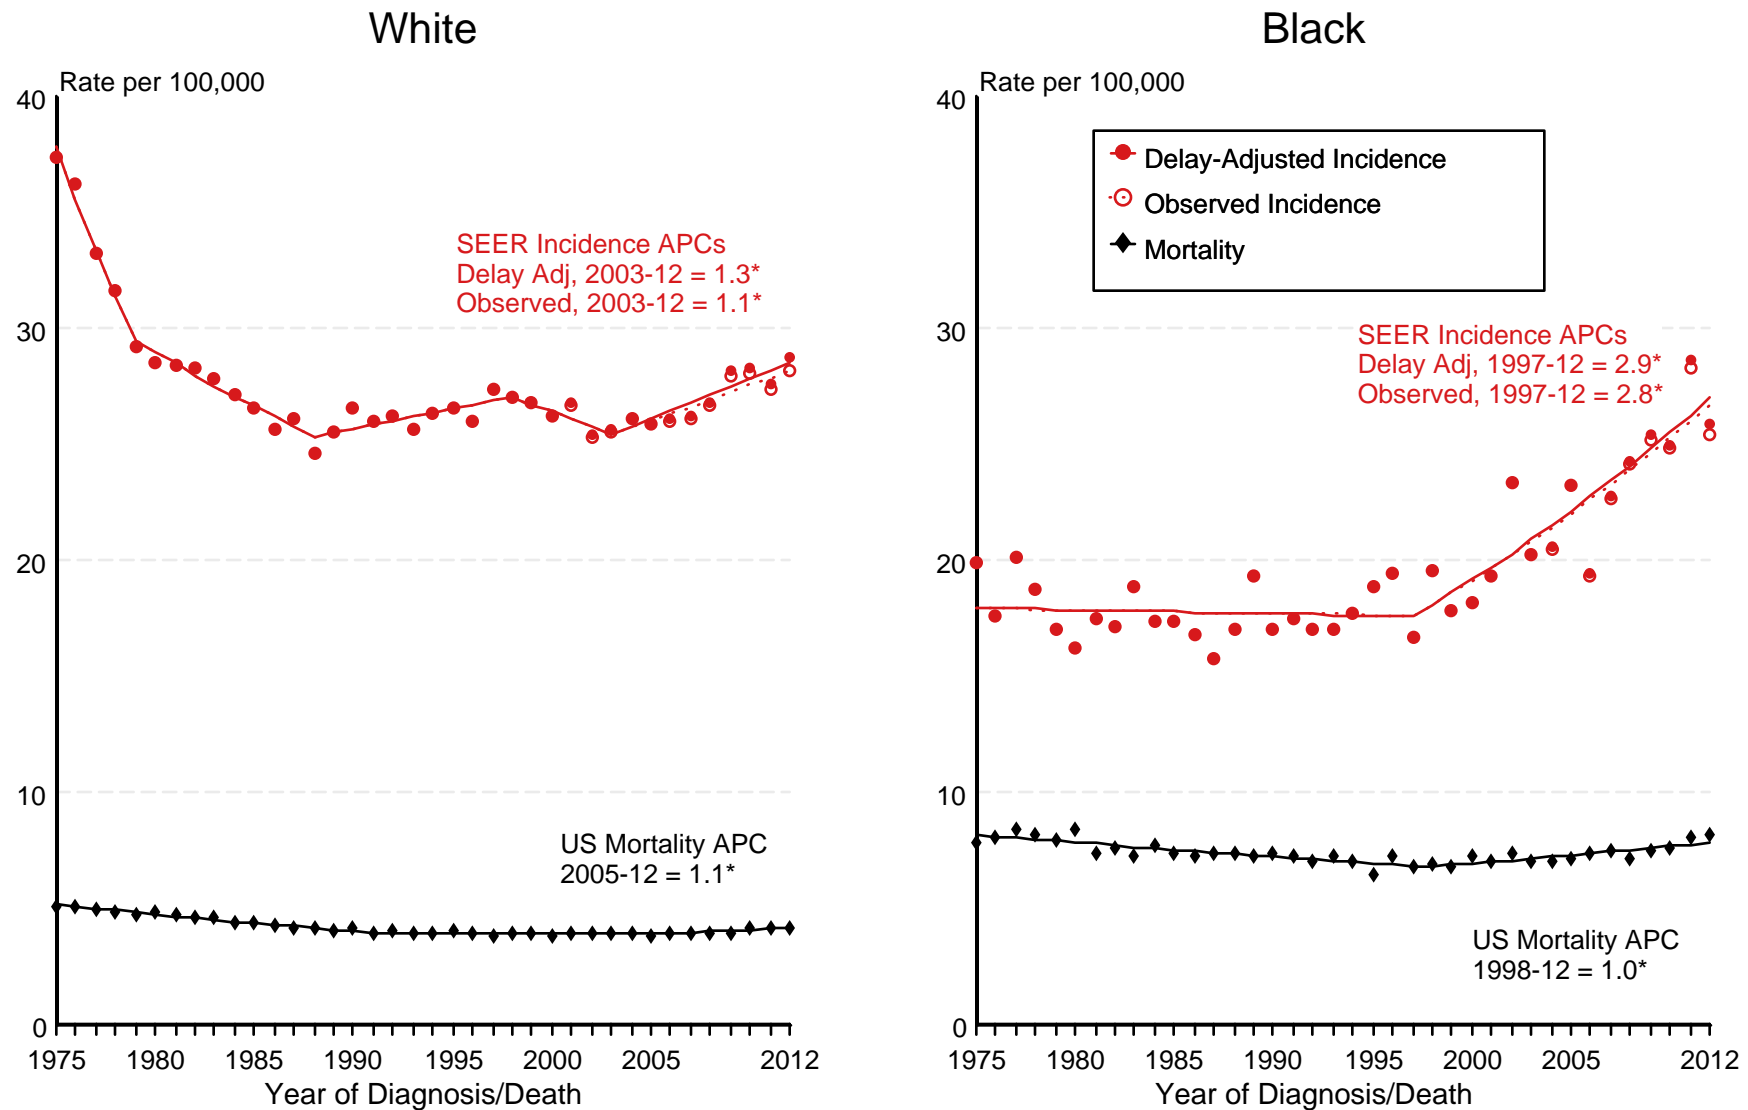 White
Rate per 100,000
40
30
20
10
0
SEER Incidence APCs
Delay Adj, 2003-12 = 1.3*
Observed, 2003-12 = 1.1*
US Mortality APC
2005-12 = 1.1*
1975 1980 1985 1990 1995 2000 2005 2012
Year of Diagnosis/Death
Black
Rate per 100,000
40
30
20
10
0
Delay-Adjusted Incidence
Observed Incidence
Mortality
SEER Incidence APCs
Delay Adj, 1997-12 = 2.9*
Observed, 1997-12 = 2.8*
US Mortality APC
1998-12 = 1.0*
1975 1980 1985 1990 1995 2000 2005 2012
Year of Diagnosis/Death